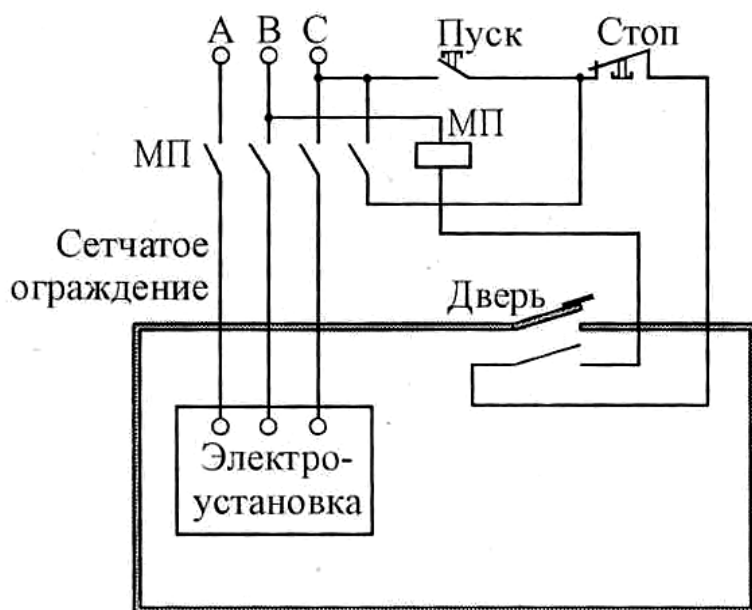 А В С
Пуск
Стоп
МП
МП
Сетчатое
ограждение
Дверь
Электро-
установка